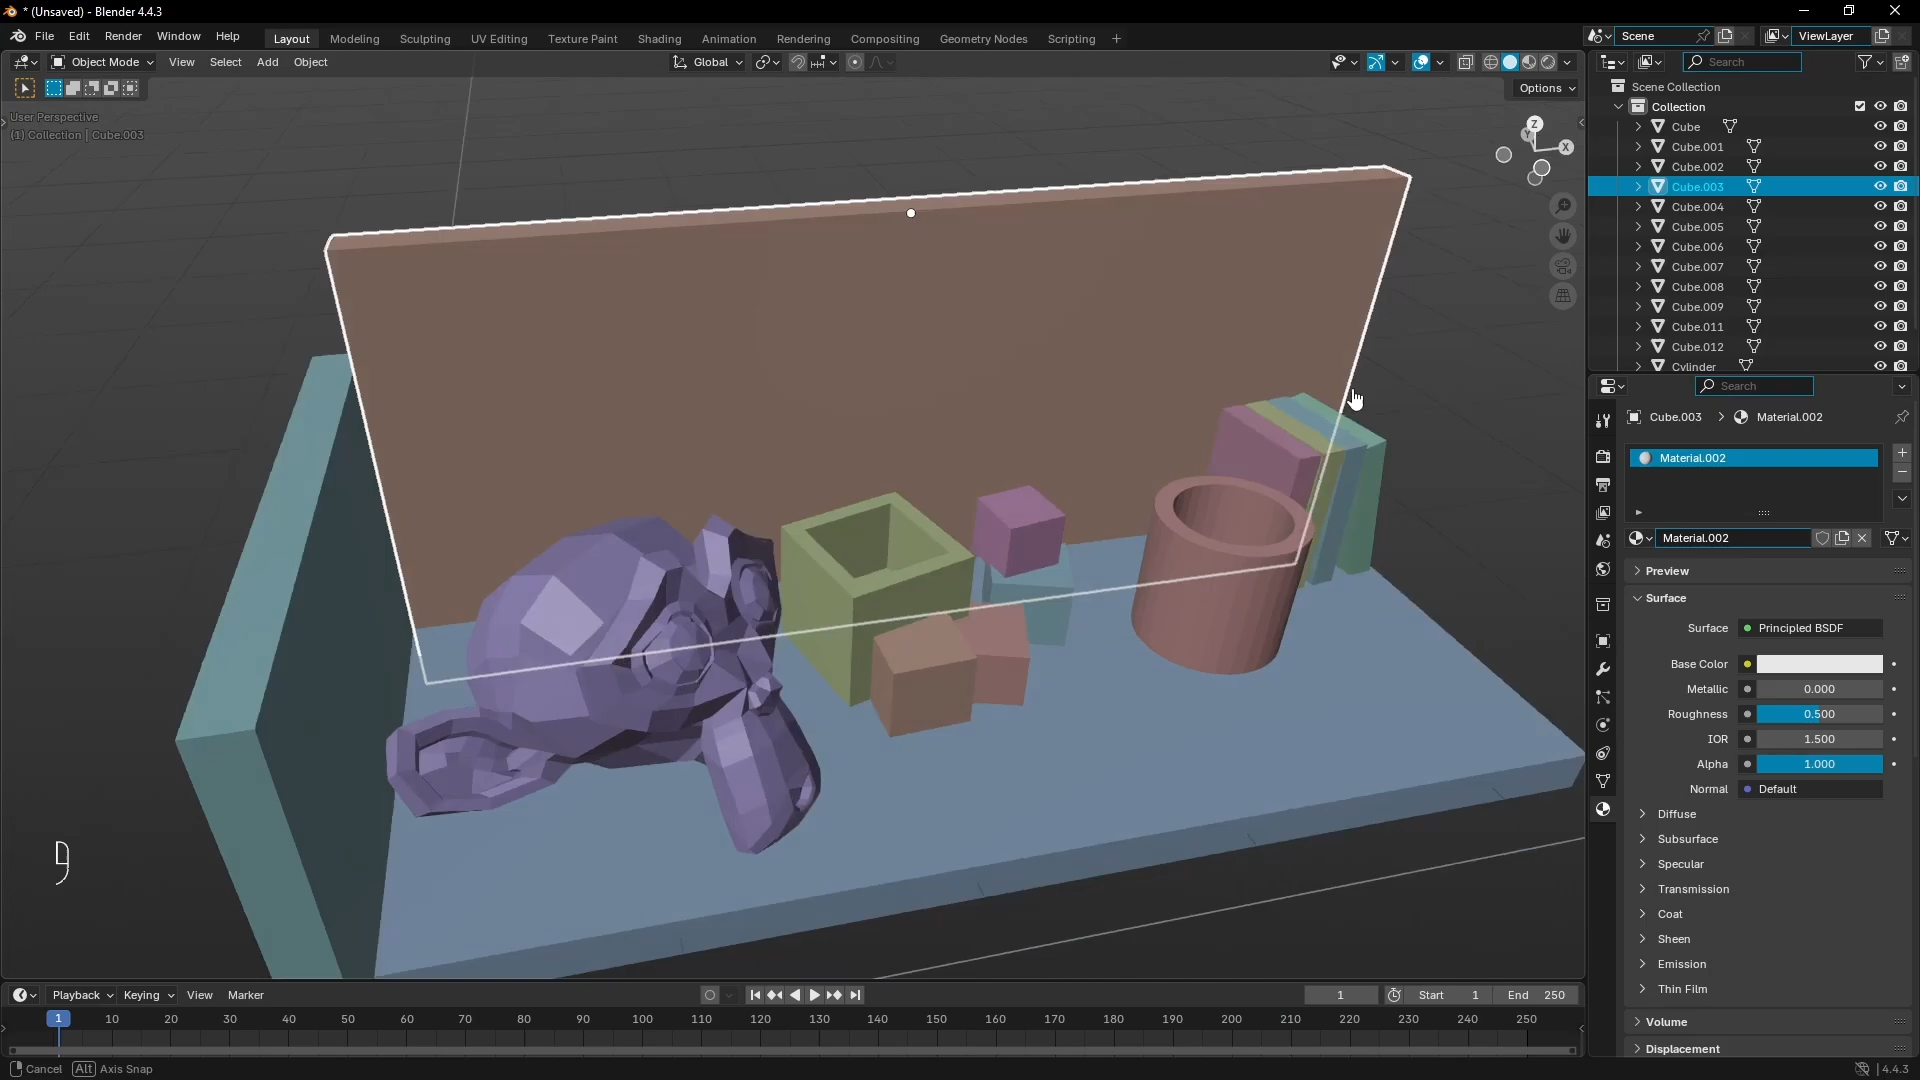 * (Unsaved) - Blender 4.4.3
File Edit Render Window Help Layout Modeling Sculpting UV Editing Texture Paint Shading Animation Rendering Compositing Geometry Nodes Scripting + Scene ViewLayer
Object Mode View Select Add Object Global Search
Options
User Perspective
(1) Collection | Cube.003
Z
Y
X
Scene Collection
Collection
Cube
Cube.001
Cube.002
Cube.003
Cube.004
Cube.005
Cube.006
Cube.007
Cube.008
Cube.009
Cube.011
Cube.012
Cylinder
Search
Cube.003 > Material.002
Material.002
Material.002
Preview
Surface
Surface Principled BSDF
Base Color
Metallic 0.000
Roughness 0.500
IOR 1.500
Alpha 1.000
Normal Default
Diffuse
Subsurface
Specular
Transmission
Coat
Sheen
Emission
Thin Film
Volume
Displacement
Playback Keying View Marker 1 Start 1 End 250
1 10 20 30 40 50 60 70 80 90 100 110 120 130 140 150 160 170 180 190 200 210 220 230 240 250
Cancel Alt Axis Snap 4.4.3